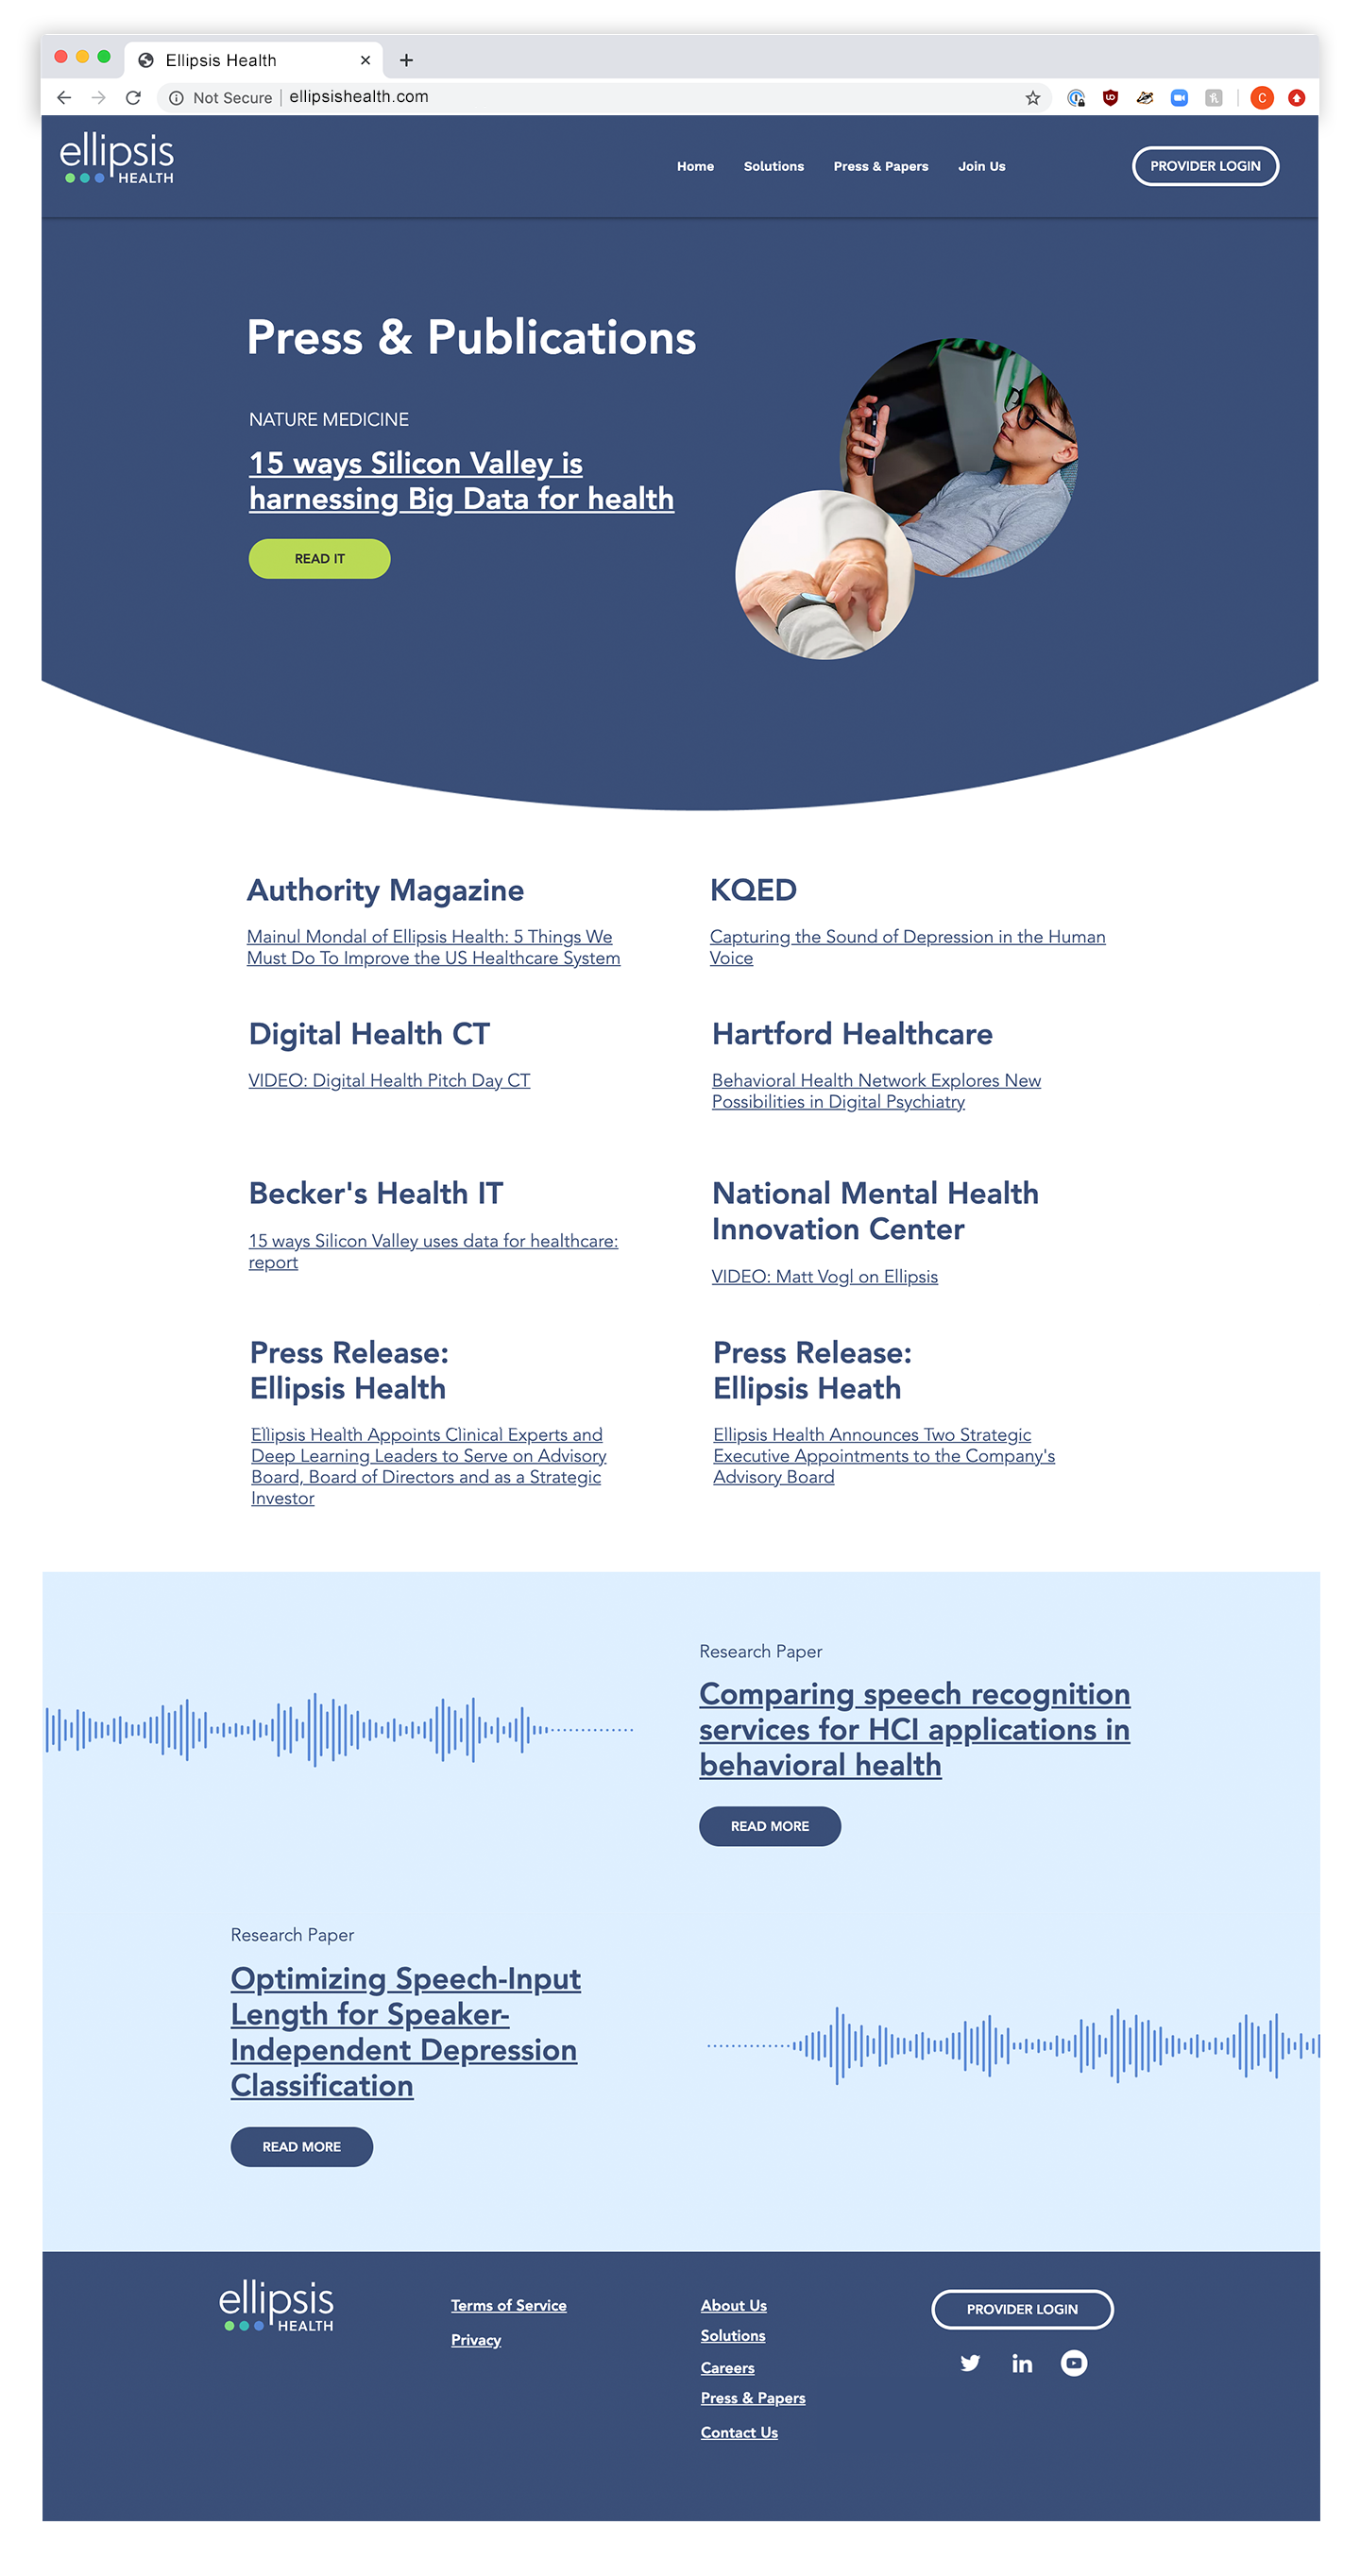 Ellipsis Health
Not Secure | ellipsishealth.com
C
ellipsis
HEALTH
Home Solutions Press & Papers Join Us
PROVIDER LOGIN
Press & Publications
NATURE MEDICINE
15 ways Silicon Valley is
harnessing Big Data for health
READ IT
Authority Magazine
Mainul Mondal of Ellipsis Health: 5 Things We
Must Do To Improve the US Healthcare System
KQED
Capturing the Sound of Depression in the Human
Voice
Digital Health CT
VIDEO: Digital Health Pitch Day CT
Hartford Healthcare
Behavioral Health Network Explores New
Possibilities in Digital Psychiatry
Becker's Health IT
15 ways Silicon Valley uses data for healthcare:
report
National Mental Health
Innovation Center
VIDEO: Matt Vogl on Ellipsis
Press Release:
Ellipsis Health
Ellipsis Health Appoints Clinical Experts and
Deep Learning Leaders to Serve on Advisory
Board, Board of Directors and as a Strategic
Investor
Press Release:
Ellipsis Heath
Ellipsis Health Announces Two Strategic
Executive Appointments to the Company's
Advisory Board
Research Paper
Comparing speech recognition
services for HCI applications in
behavioral health
READ MORE
Research Paper
Optimizing Speech-Input
Length for Speaker-
Independent Depression
Classification
READ MORE
ellipsis
HEALTH
Terms of Service
Privacy
About Us
Solutions
Careers
Press & Papers
Contact Us
PROVIDER LOGIN
in